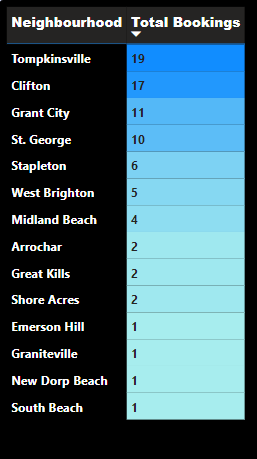 Neighbourhood Total Bookings
Tompkinsville 19
Clifton 17
Grant City 11
St. George 10
Stapleton 6
West Brighton 5
Midland Beach 4
Arrochar 2
Great Kills 2
Shore Acres 2
Emerson Hill 1
Graniteville 1
New Dorp Beach 1
South Beach 1